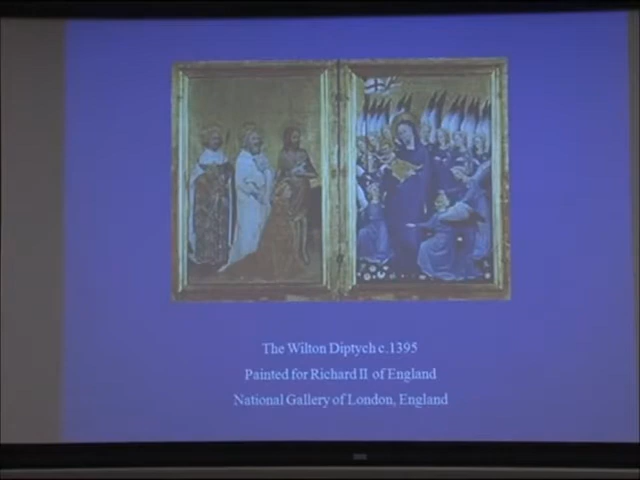 The Wilton Diptych c.1395
Painted for Richard II of England
National Gallery of London, England